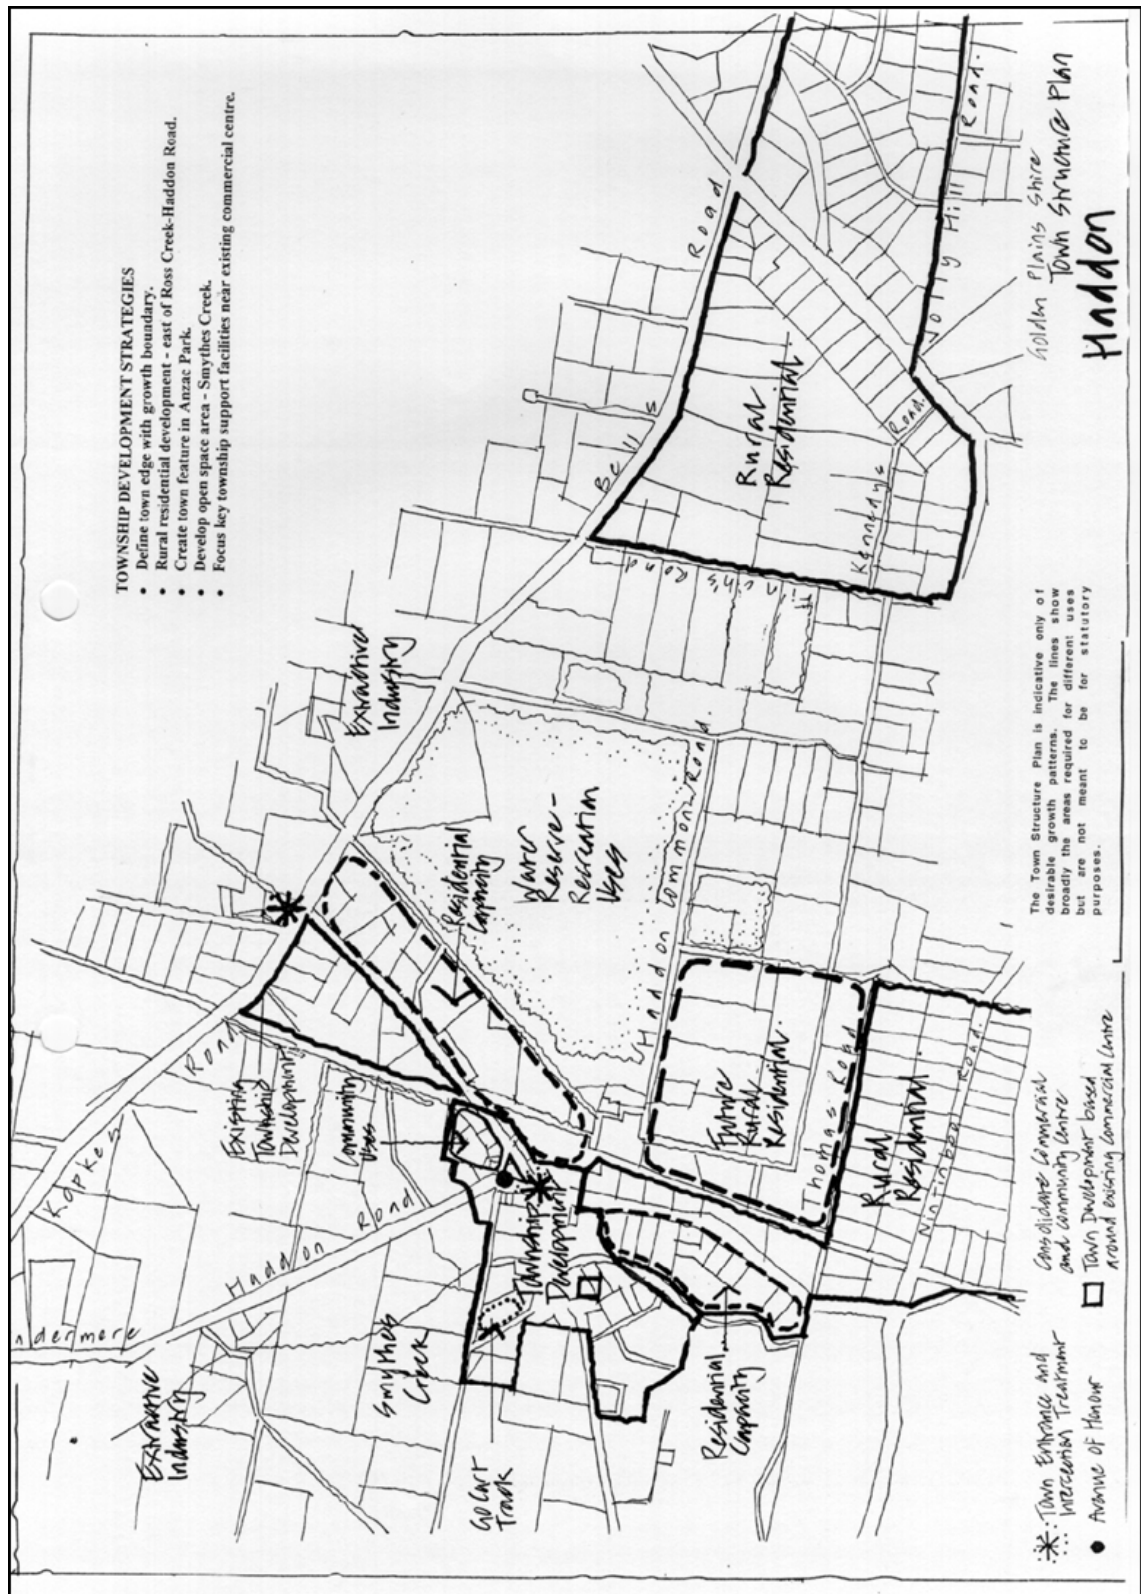 TOWNSHIP DEVELOPMENT STRATEGIES
• Define town edge with growth boundary.
• Rural residential development - east of Ross Creek-Haddon Road.
• Create town feature in Anzac Park.
• Develop open space area - Smythes Creek.
• Focus key township support facilities near existing commercial centre.
Extractive
Industry
Kopkes Road
Haddon Road
Smythes
Creek
Go Cart
Track
Existing
Township
Development
Community
Uses
Township
Development
Residential
Capacity
Extractive
Industry
Residential
Capacity
Water
Reserve -
Recreation
Uses
Haddon Common Road.
Future
Rural
Residential
Thomas Road
Rural
Residential
Road.
Bells Road
Road
Kennedys Road.
Rural
Residential
Jolly Hill Road.
Golden Plains Shire
Town Structure Plan
Haddon
The Town Structure Plan is indicative only of
desirable growth patterns. The lines show
broadly the areas required for different uses
but are not meant to be for statutory
purposes.
Town Entrance and
Intersection Treatment
Avenue of Honour
Consolidate Commercial
and community Centre
Town Development based
around existing Commercial Centre